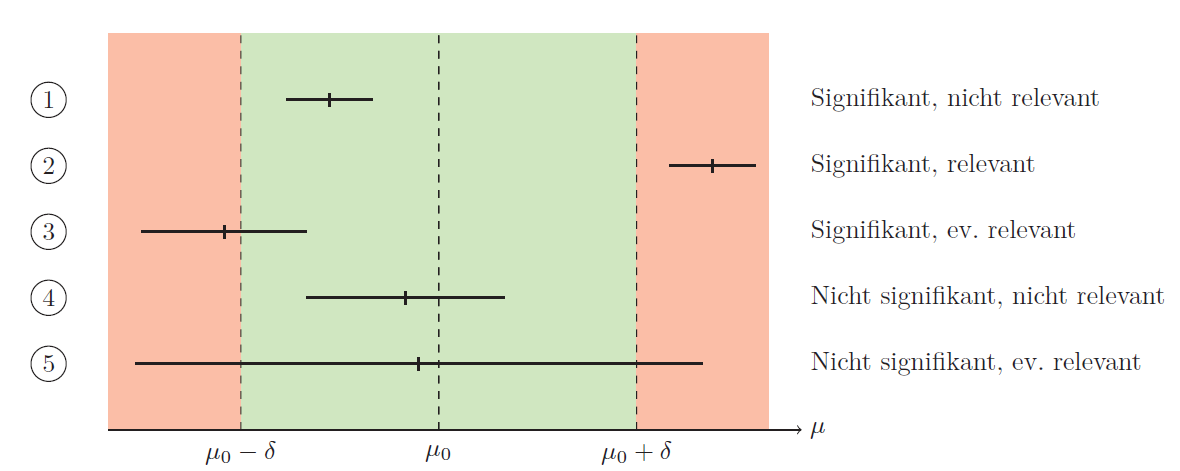 1 Signifikant, nicht relevant
2 Signifikant, relevant
3 Signifikant, ev. relevant
4 Nicht signifikant, nicht relevant
5 Nicht signifikant, ev. relevant
μ
μ₀ − δ μ₀ μ₀ + δ